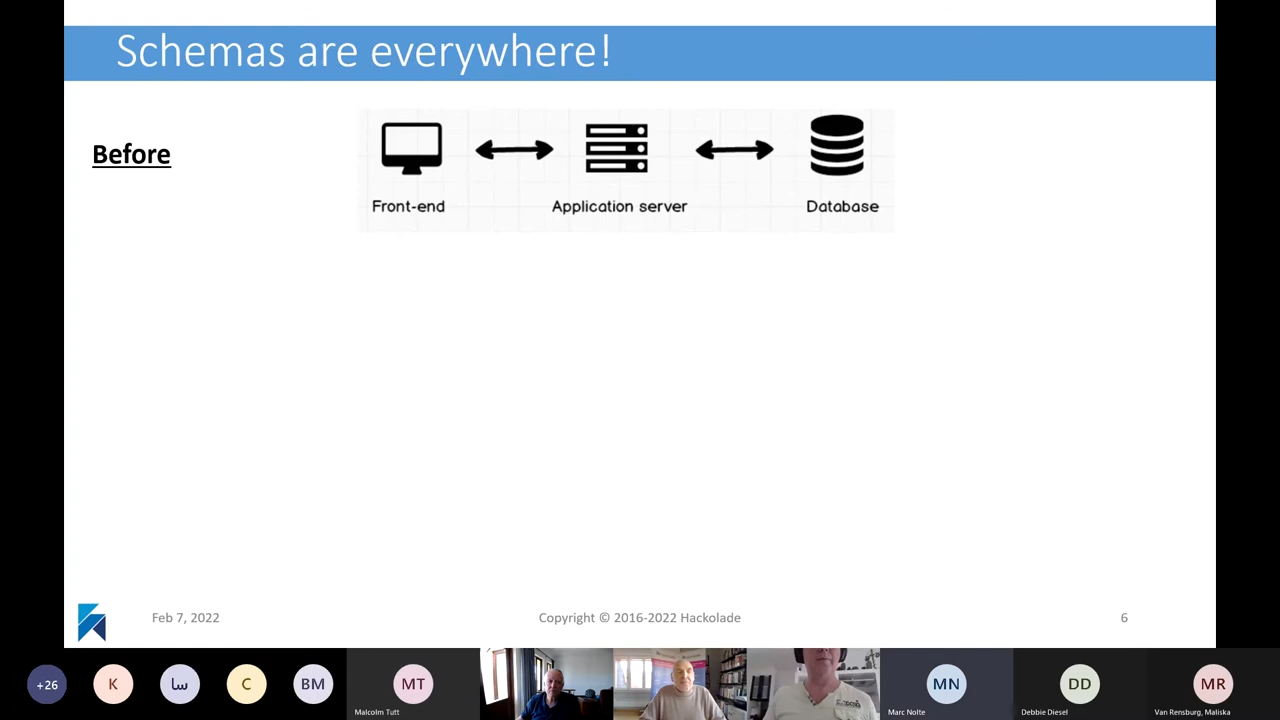 Schemas are everywhere!
Before
Front-end
Application server
Database
Feb 7, 2022
Copyright © 2016-2022 Hackolade
6
+26
K
سا
C
BM
MT
MN
DD
MR
Malcolm Tutt
Marc Nolte
Debbie Diesel
Van Rensburg, Maliska